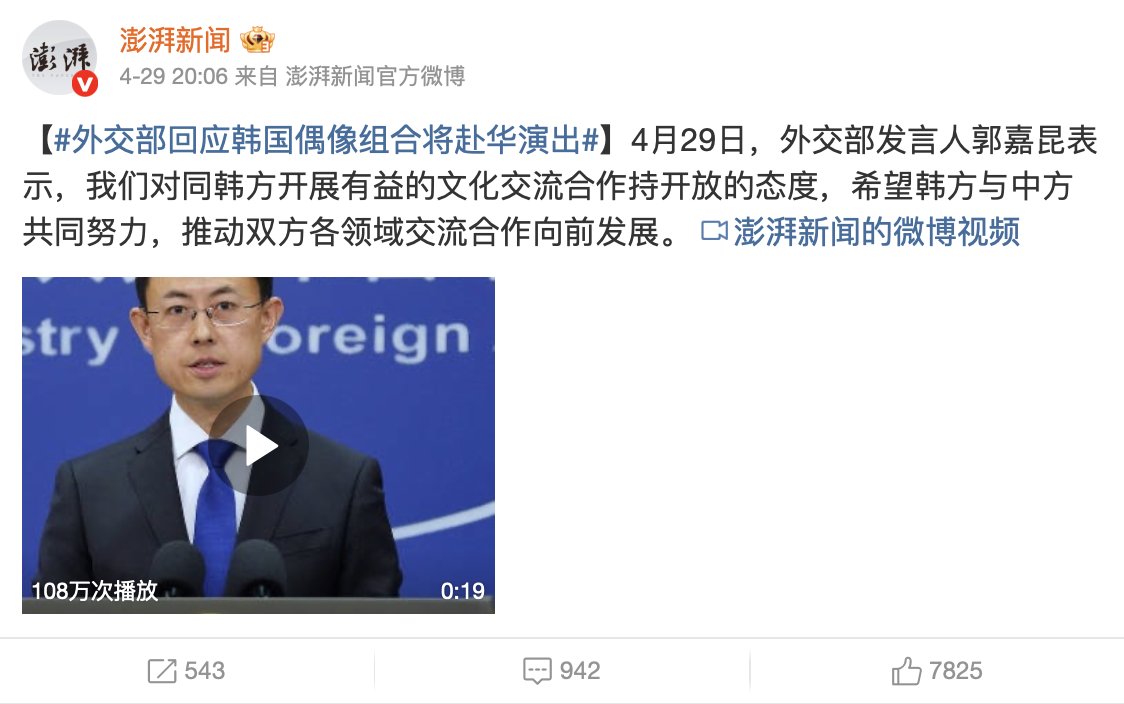 澎湃新闻
澎湃
4-29 20:06 来自 澎湃新闻官方微博
【#外交部回应韩国偶像组合将赴华演出#】4月29日，外交部发言人郭嘉昆表
示，我们对同韩方开展有益的文化交流合作持开放的态度，希望韩方与中方
共同努力，推动双方各领域交流合作向前发展。 澎湃新闻的微博视频
stry oreign
108万次播放 0:19
543 942 7825